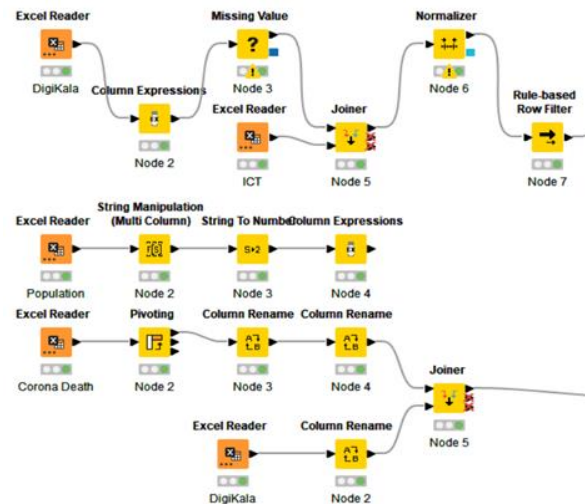 Excel Reader
DigiKala
Column Expressions
Node 2
Missing Value
?
Node 3
Excel Reader
ICT
Joiner
Node 5
Normalizer
Node 6
Rule-based
Row Filter
Node 7
Excel Reader
Population
String Manipulation
(Multi Column)
Node 2
String To Number
S 2
Node 3
Column Expressions
Node 4
Excel Reader
Corona Death
Pivoting
Node 2
Column Rename
A
B
Node 3
Column Rename
A
B
Node 4
Excel Reader
DigiKala
Column Rename
A
B
Node 2
Joiner
Node 5